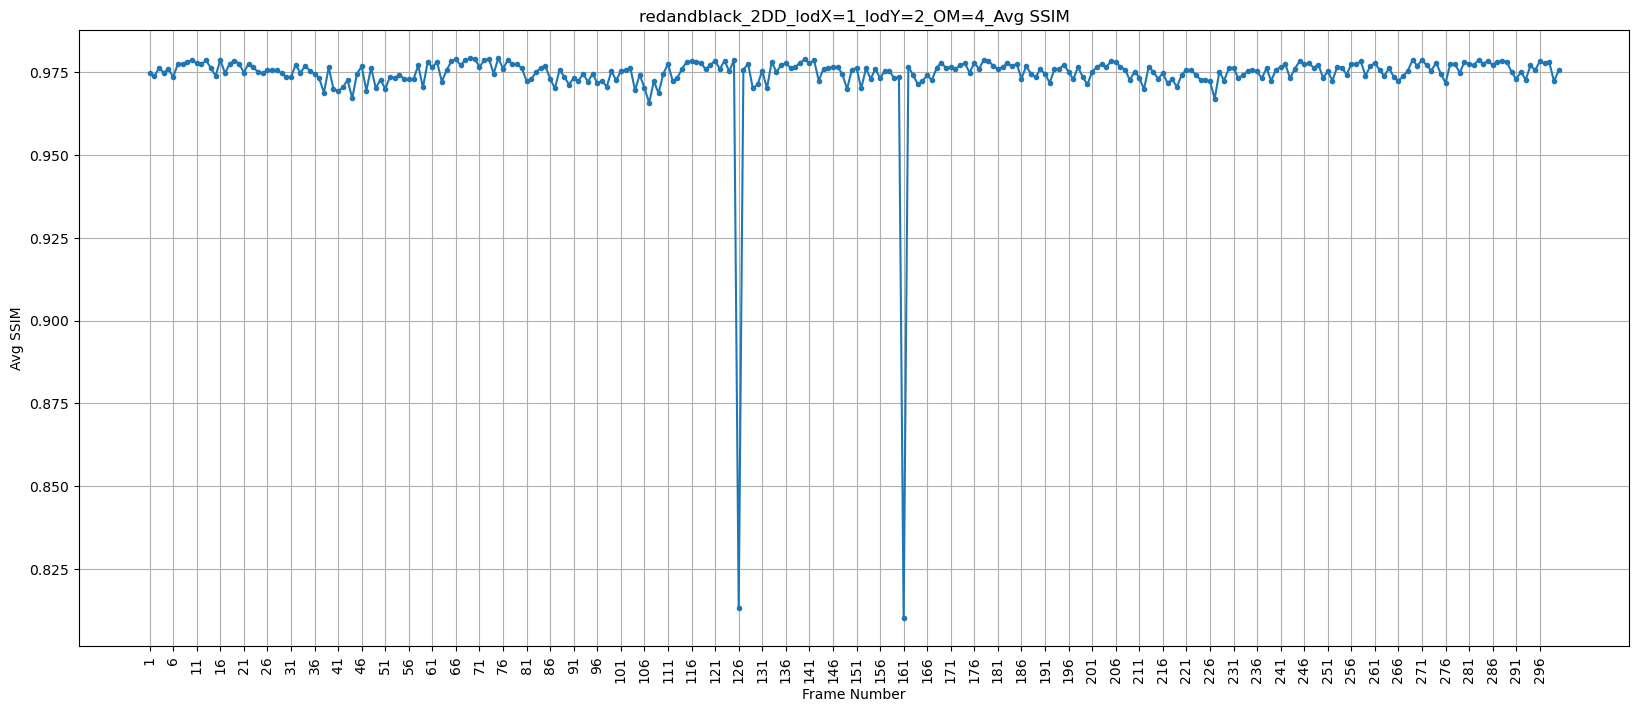 redandblack_2DD_lodX=1_lodY=2_OM=4_Avg SSIM
0.975
0.950
0.925
0.900
0.875
0.850
0.825
Avg SSIM
1 6 11 16 21 26 31 36 41 46 51 56 61 66 71 76 81 86 91 96 101 106 111 116 121 126 131 136 141 146 151 156 161 166 171 176 181 186 191 196 201 206 211 216 221 226 231 236 241 246 251 256 261 266 271 276 281 286 291 296
Frame Number